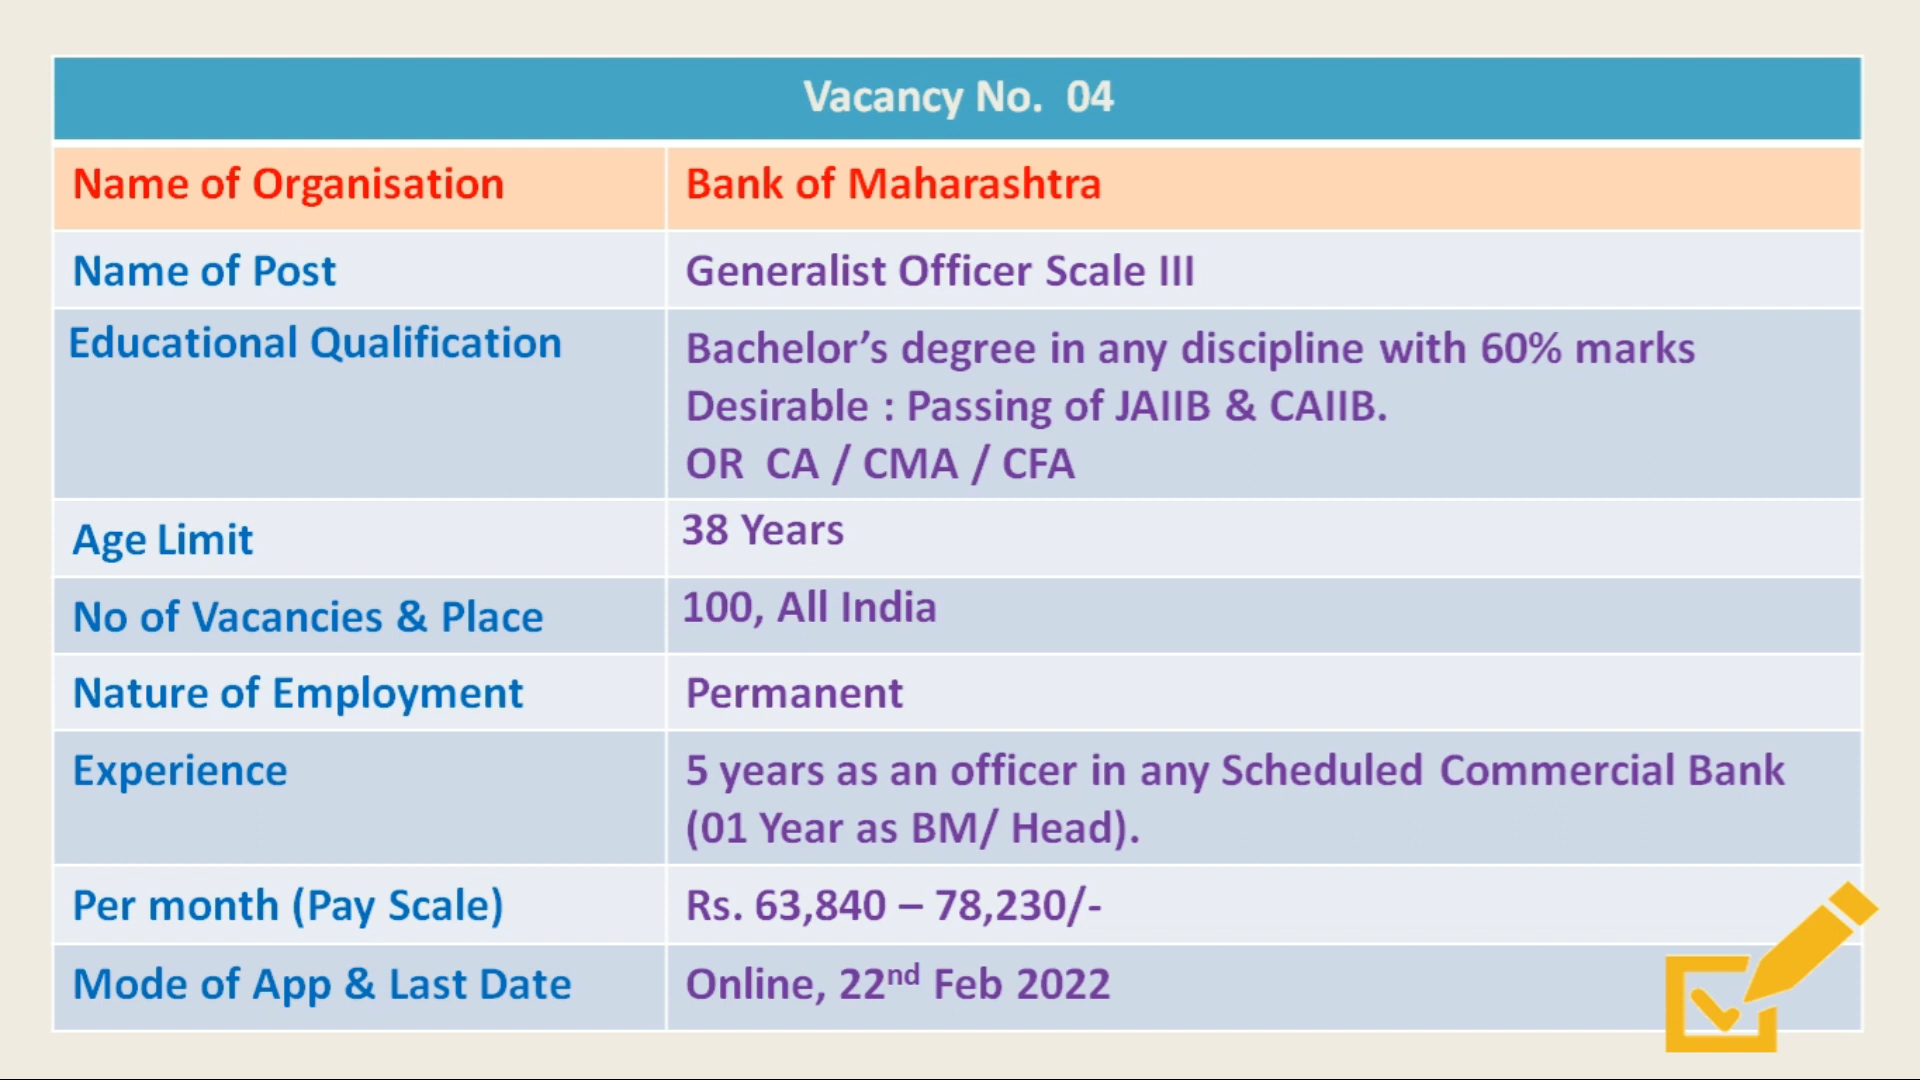 Vacancy No. 04
Name of Organisation
Bank of Maharashtra
Name of Post
Generalist Officer Scale III
Educational Qualification
Bachelor’s degree in any discipline with 60% marks
Desirable : Passing of JAIIB & CAIIB.
OR CA / CMA / CFA
Age Limit
38 Years
No of Vacancies & Place
100, All India
Nature of Employment
Permanent
Experience
5 years as an officer in any Scheduled Commercial Bank
(01 Year as BM/ Head).
Per month (Pay Scale)
Rs. 63,840 – 78,230/-
Mode of App & Last Date
Online, 22nd Feb 2022